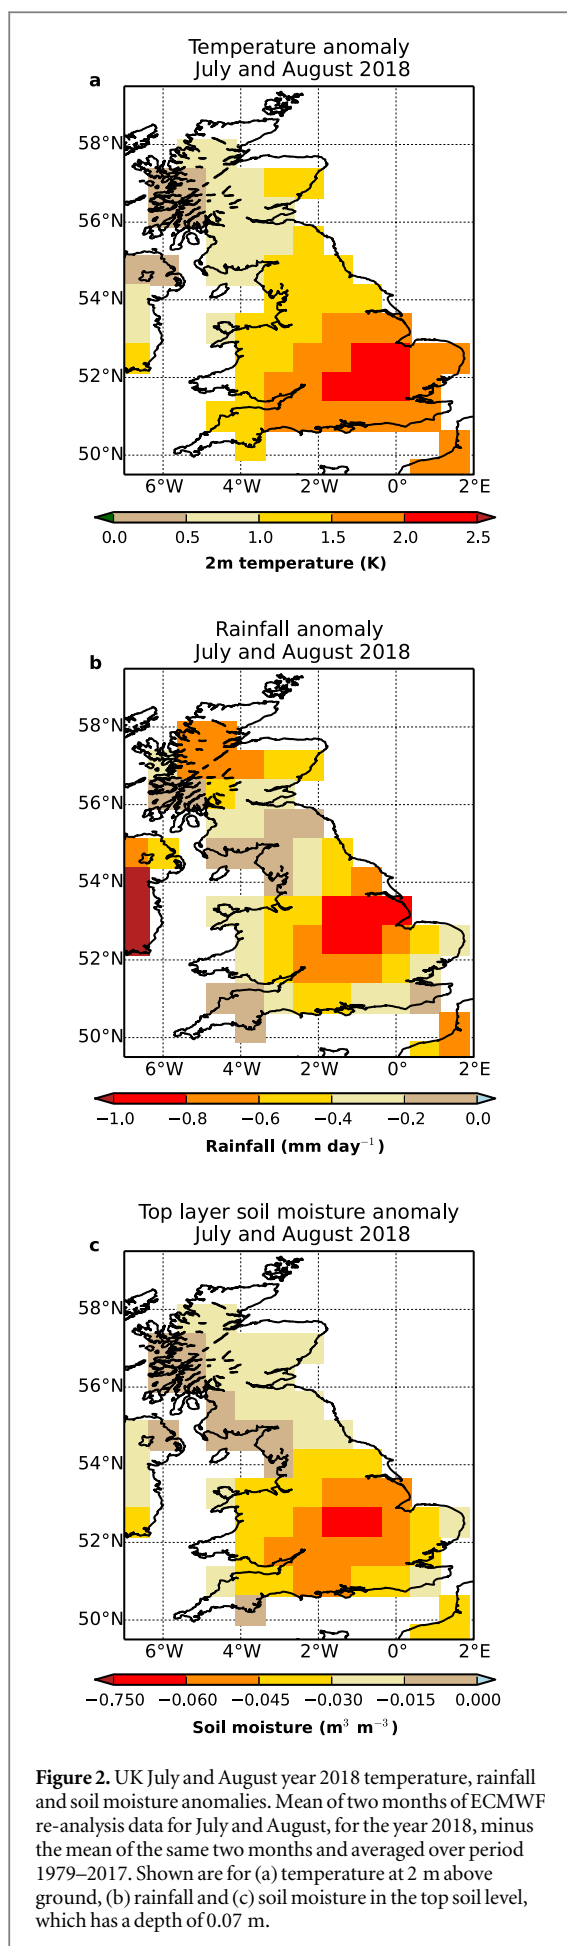 Temperature anomaly
July and August 2018
a
58°N
56°N
54°N
52°N
50°N
6°W 4°W 2°W 0° 2°E
0.0 0.5 1.0 1.5 2.0 2.5
2m temperature (K)
Rainfall anomaly
July and August 2018
b
58°N
56°N
54°N
52°N
50°N
6°W 4°W 2°W 0° 2°E
−1.0 −0.8 −0.6 −0.4 −0.2 0.0
Rainfall (mm day⁻¹)
Top layer soil moisture anomaly
July and August 2018
c
58°N
56°N
54°N
52°N
50°N
6°W 4°W 2°W 0° 2°E
−0.750 −0.060 −0.045 −0.030 −0.015 0.000
Soil moisture (m³ m⁻³)
Figure 2. UK July and August year 2018 temperature, rainfall
and soil moisture anomalies. Mean of two months of ECMWF
re-analysis data for July and August, for the year 2018, minus
the mean of the same two months and averaged over period
1979–2017. Shown are for (a) temperature at 2 m above
ground, (b) rainfall and (c) soil moisture in the top soil level,
which has a depth of 0.07 m.